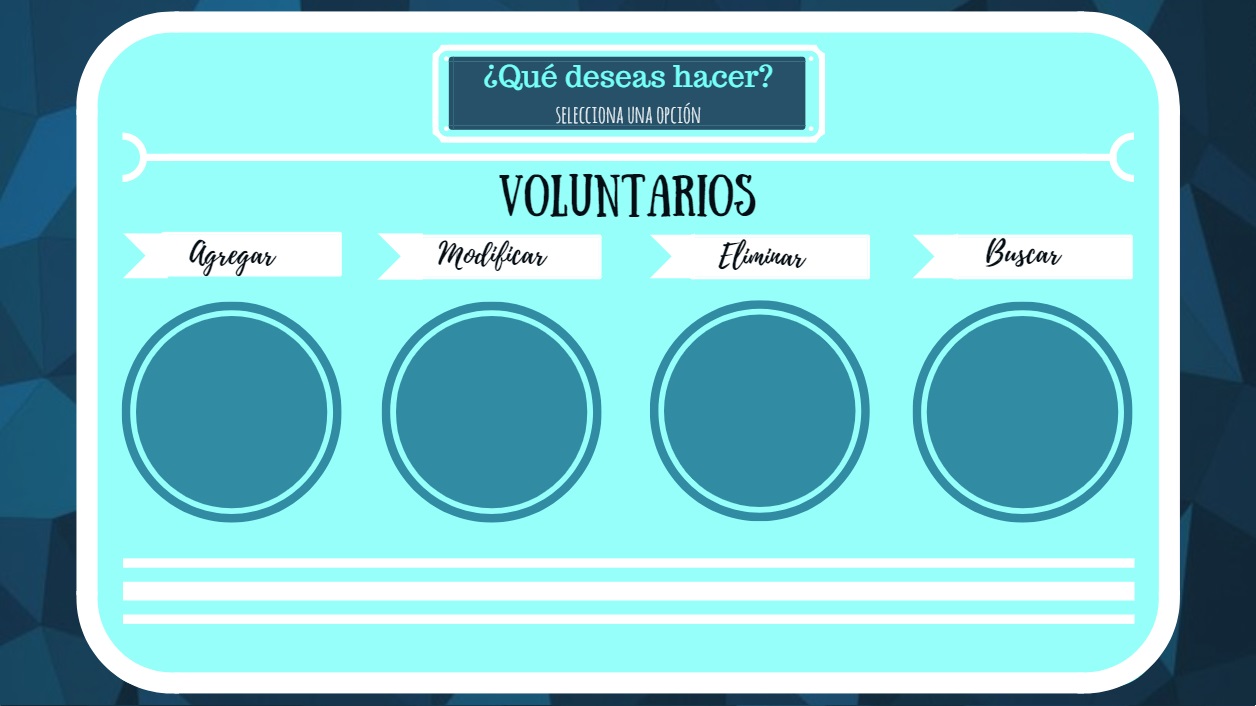 ¿Qué deseas hacer?
SELECCIONA UNA OPCIÓN
VOLUNTARIOS
Agregar
Modificar
Eliminar
Buscar